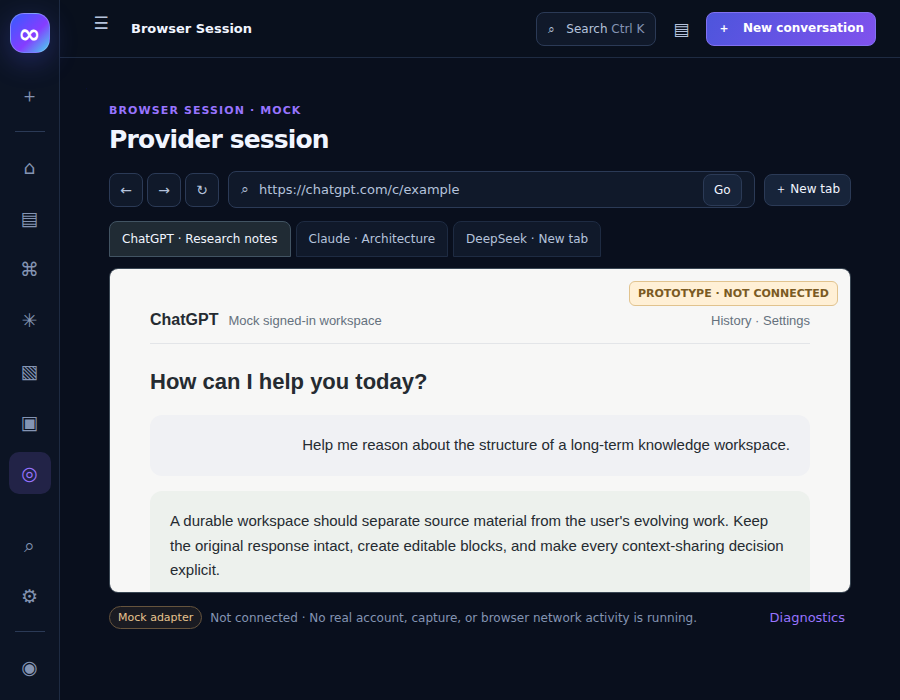 Browser Session
Search Ctrl K
+ New conversation
BROWSER SESSION · MOCK
Provider session
https://chatgpt.com/c/example
Go
+ New tab
ChatGPT · Research notes
Claude · Architecture
DeepSeek · New tab
PROTOTYPE · NOT CONNECTED
ChatGPT Mock signed-in workspace
History · Settings
How can I help you today?
Help me reason about the structure of a long-term knowledge workspace.
A durable workspace should separate source material from the user's evolving work. Keep
the original response intact, create editable blocks, and make every context-sharing decision
explicit.
Mock adapter
Not connected · No real account, capture, or browser network activity is running.
Diagnostics